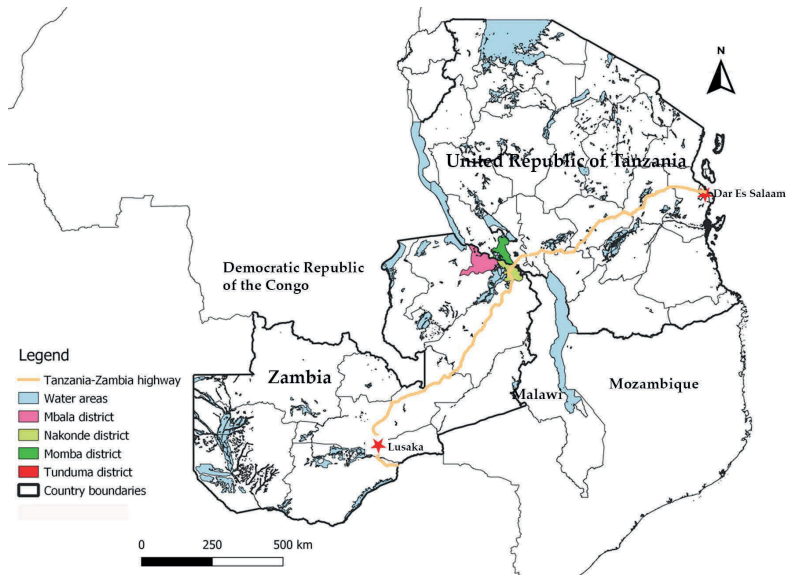 N
United Republic of Tanzania
Dar Es Salaam
Democratic Republic
of the Congo
Zambia
Malawi
Mozambique
Lusaka
Legend
Tanzania-Zambia highway
Water areas
Mbala district
Nakonde district
Momba district
Tunduma district
Country boundaries
0 250 500 km